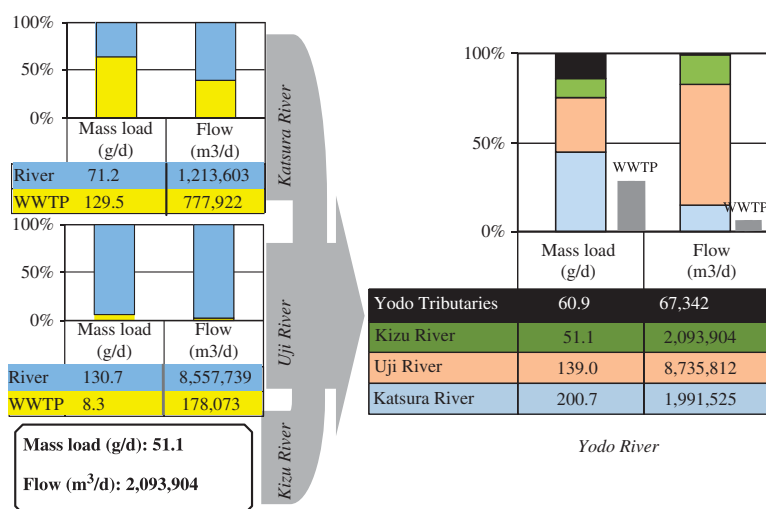 100%
50%
0%
Mass load (g/d)
Flow (m3/d)
River 71.2 1,213,603
WWTP 129.5 777,922
Katsura River
100%
50%
0%
Mass load (g/d)
Flow (m3/d)
River 130.7 8,557,739
WWTP 8.3 178,073
Uji River
Mass load (g/d): 51.1
Flow (m³/d): 2,093,904
Kizu River
100%
50%
0%
WWTP
WWTP
Mass load (g/d)
Flow (m3/d)
Yodo Tributaries 60.9 67,342
Kizu River 51.1 2,093,904
Uji River 139.0 8,735,812
Katsura River 200.7 1,991,525
Yodo River